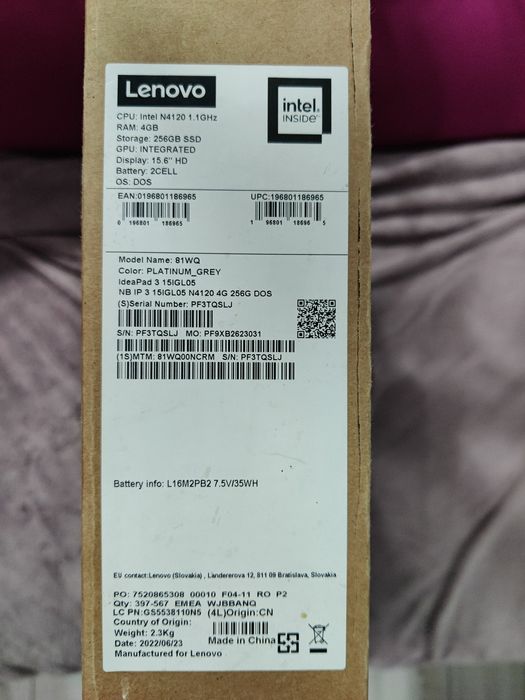 Lenovo
intel.
INSIDE™
CPU: Intel N4120 1.1GHz
RAM: 4GB
Storage: 256GB SSD
GPU: INTEGRATED
Display: 15.6" HD
Battery: 2CELL
OS: DOS
EAN:0196801186965 UPC:196801186965
0 196801 186965 1 96801 18696 5
Model Name: 81WQ
Color: PLATINUM_GREY
IdeaPad 3 15IGL05
NB IP 3 15IGL05 N4120 4G 256G DOS
(S)Serial Number: PF3TQSLJ
S/N: PF3TQSLJ MO: PF9XB2623031
(1S)MTM: 81WQ00NCRM S/N: PF3TQSLJ
Battery info: L16M2PB2 7.5V/35WH
EU contact:Lenovo (Slovakia) , Landererova 12, 811 09 Bratislava, Slovakia
PO: 7520865308 00010 F04-11 RO P2
Qty: 397-567 EMEA WJBBANQ
LC PN:GS5538110N5 (4L)Origin:CN
Country of Origin:
Weight: 2.3Kg Made in China
Date: 2022/06/23
Manufactured for Lenovo